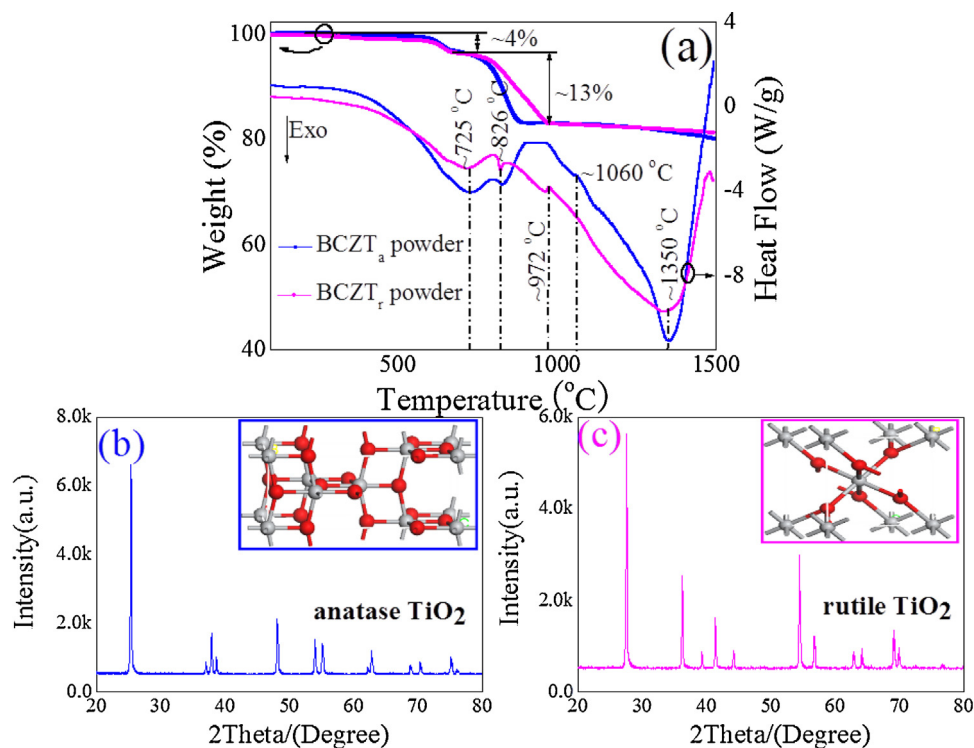 (a)
100
80
60
40
Weight (%)
4
0
-4
-8
Heat Flow (W/g)
~4%
~13%
Exo
~725 °C
~826 °C
~972 °C
~1060 °C
~1350 °C
BCZTₐ powder
BCZTᵣ powder
500
1000
1500
Temperature (°C)
(b)
8.0k
6.0k
4.0k
2.0k
0.0
Intensity(a.u.)
anatase TiO₂
20
30
40
50
60
70
80
2Theta/(Degree)
(c)
6.0k
4.0k
2.0k
0.0
Intensity(a.u.)
rutile TiO₂
20
30
40
50
60
70
80
2Theta/(Degree)